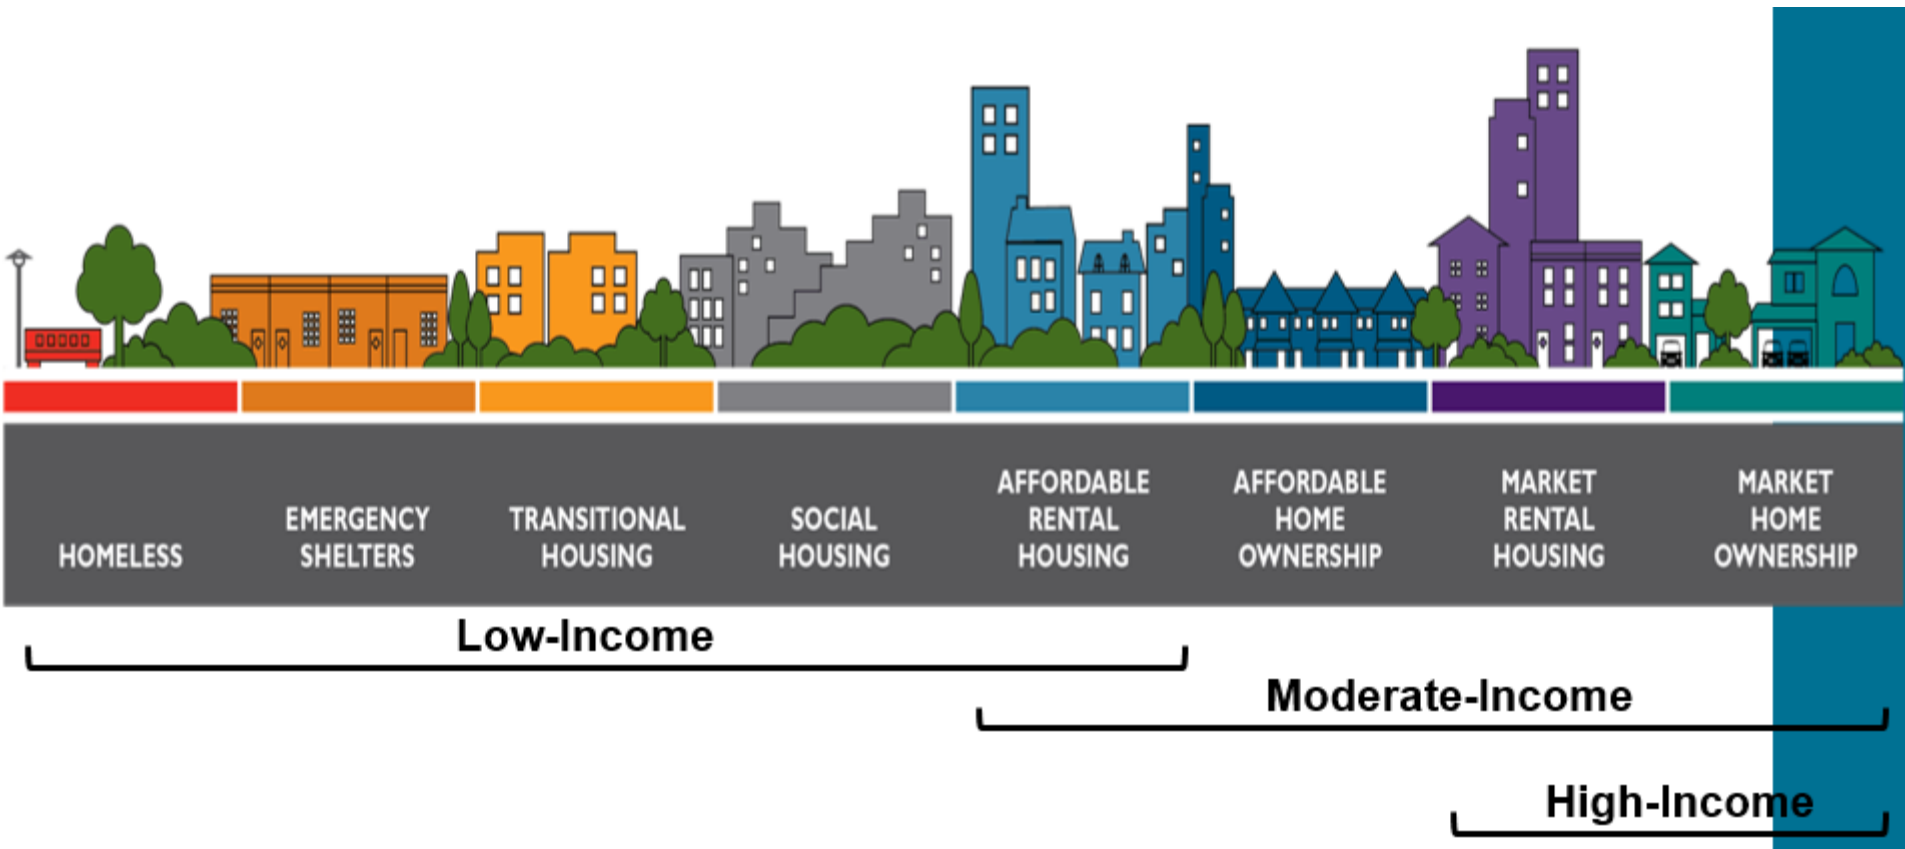 HOMELESS
EMERGENCY
SHELTERS
TRANSITIONAL
HOUSING
SOCIAL
HOUSING
AFFORDABLE
RENTAL
HOUSING
AFFORDABLE
HOME
OWNERSHIP
MARKET
RENTAL
HOUSING
MARKET
HOME
OWNERSHIP
Low-Income
Moderate-Income
High-Income